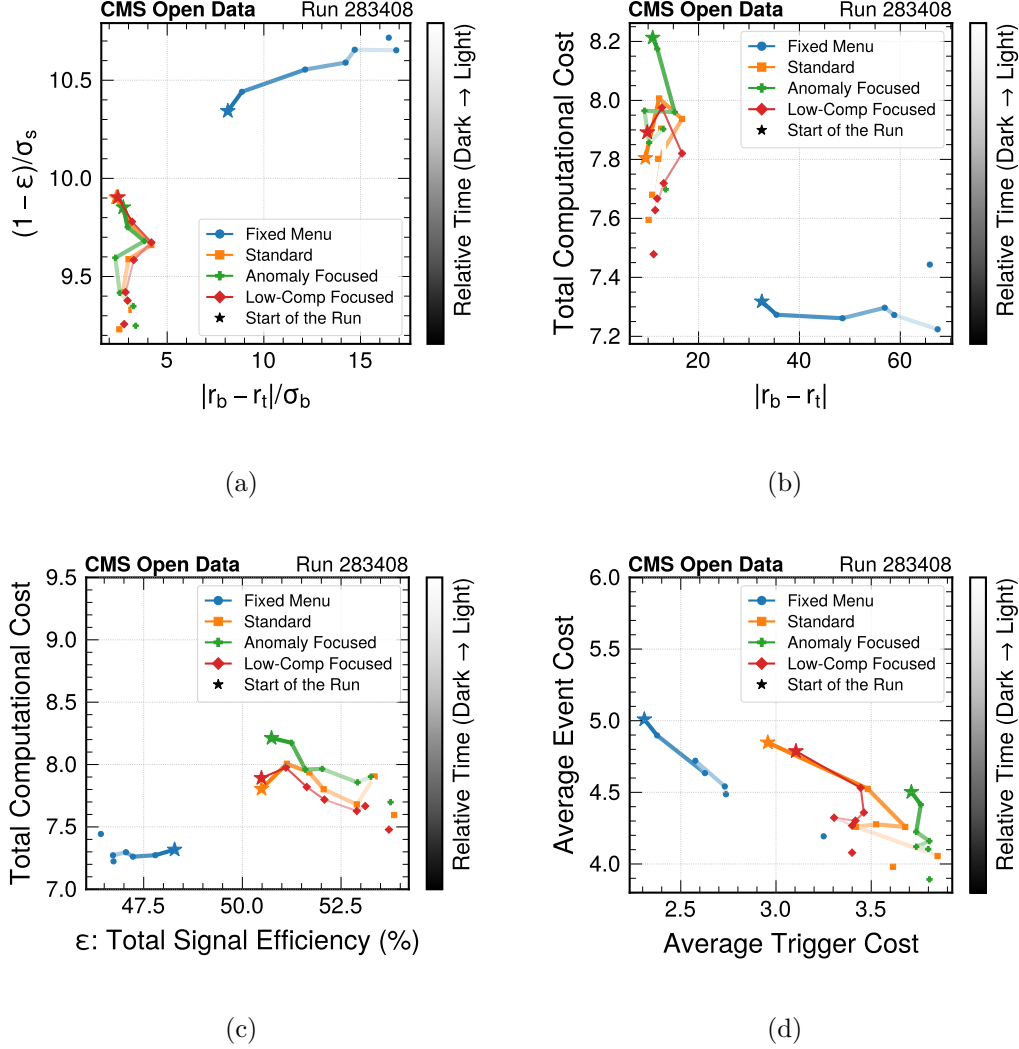 CMS Open Data Run 283408
(1 − ε)/σs
10.5
10.0
9.5
Fixed Menu
Standard
Anomaly Focused
Low-Comp Focused
Start of the Run
5 10 15
|rb − rt|/σb
Relative Time (Dark → Light)
(a)
CMS Open Data Run 283408
Total Computational Cost
8.2
8.0
7.8
7.6
7.4
7.2
Fixed Menu
Standard
Anomaly Focused
Low-Comp Focused
Start of the Run
20 40 60
|rb − rt|
Relative Time (Dark → Light)
(b)
CMS Open Data Run 283408
Total Computational Cost
9.5
9.0
8.5
8.0
7.5
7.0
Fixed Menu
Standard
Anomaly Focused
Low-Comp Focused
Start of the Run
47.5 50.0 52.5
ε: Total Signal Efficiency (%)
Relative Time (Dark → Light)
(c)
CMS Open Data Run 283408
Average Event Cost
6.0
5.5
5.0
4.5
4.0
Fixed Menu
Standard
Anomaly Focused
Low-Comp Focused
Start of the Run
2.5 3.0 3.5
Average Trigger Cost
Relative Time (Dark → Light)
(d)